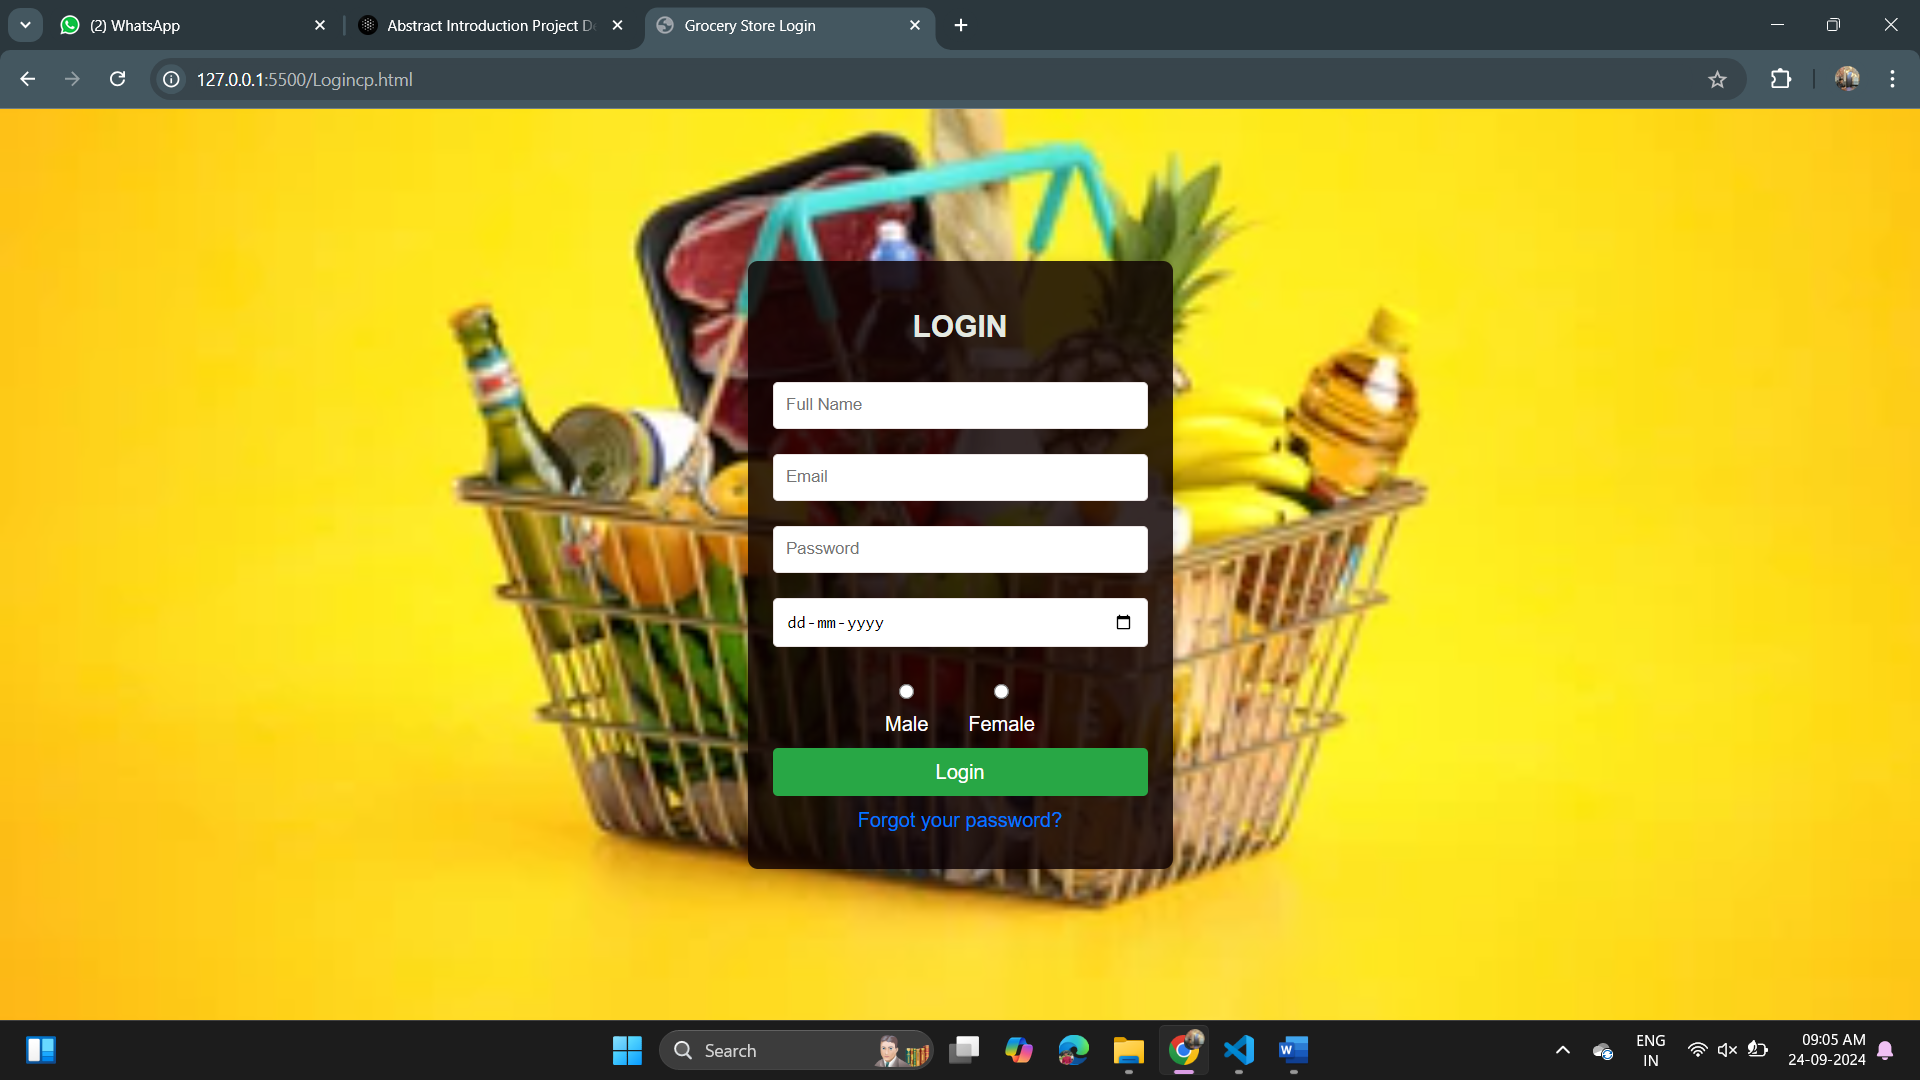 (2) WhatsApp
Abstract Introduction Project De
Grocery Store Login
127.0.0.1:5500/Logincp.html
LOGIN
Full Name
Email
Password
dd-mm-yyyy
Male Female
Login
Forgot your password?
Search
ENG
IN
09:05 AM
24-09-2024